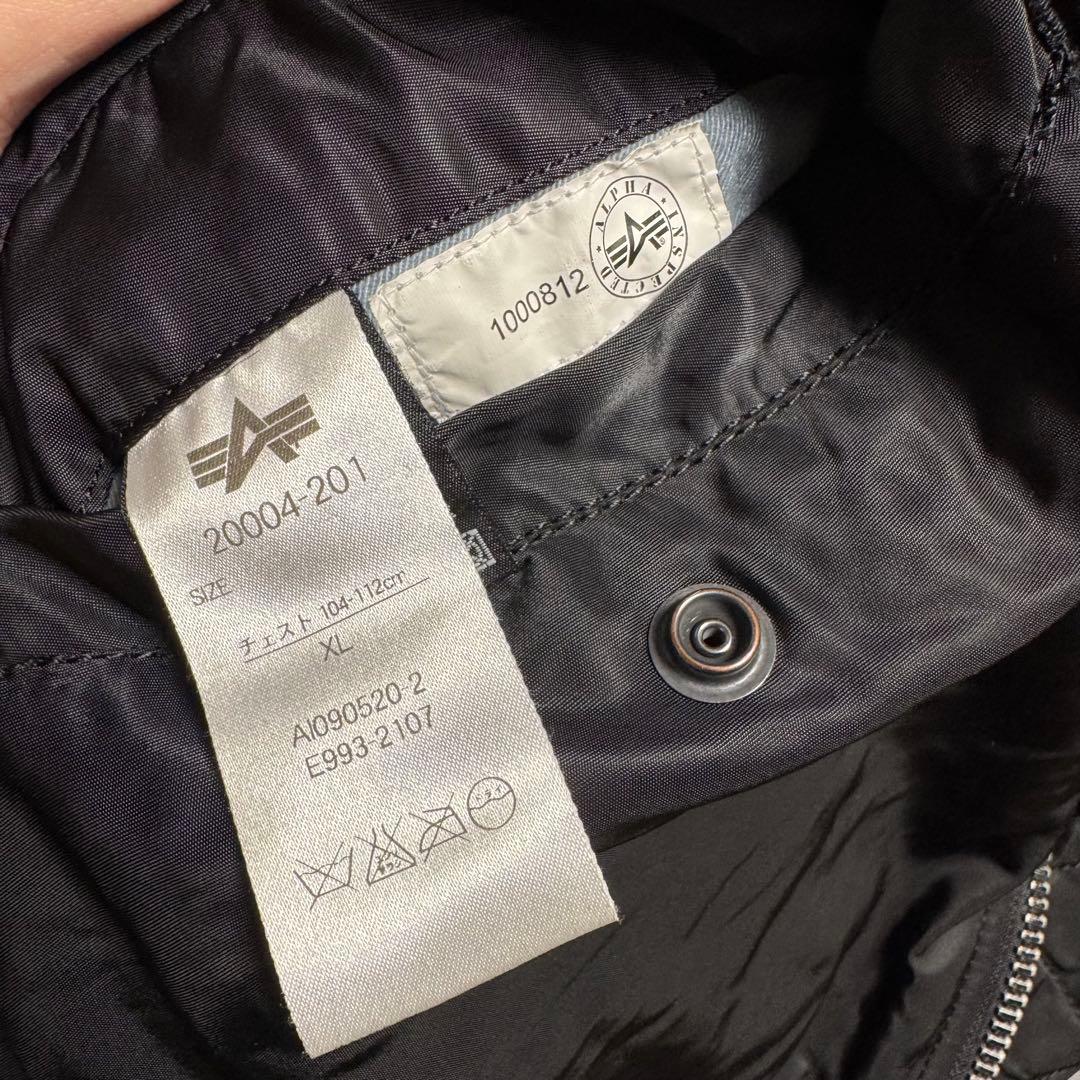 ALPHA INSPECTED
1000812
20004-201
SIZE
チェスト 104-112cm
XL
AI090520-2
E993-2107